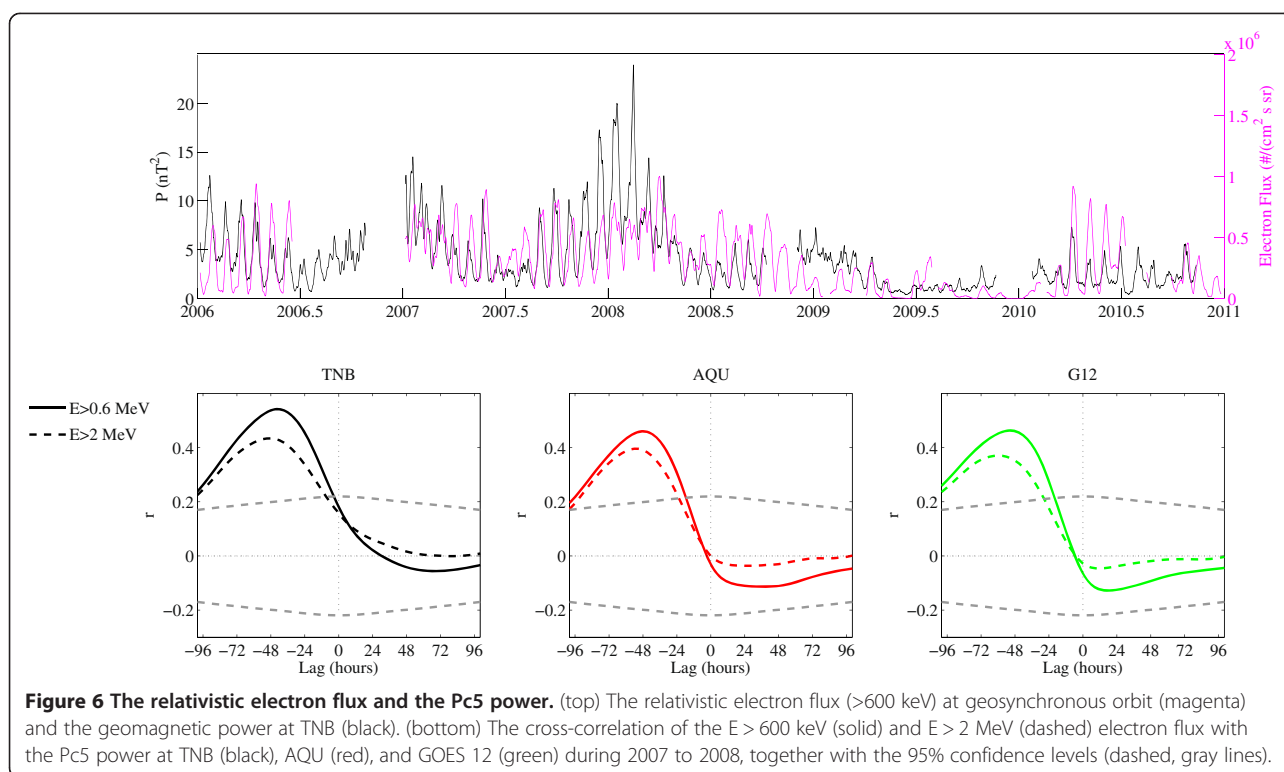 x 10⁶
2
20
1.5
15
P (nT²)
1
10
Electron Flux (#/(cm² s sr)
0.5
5
0
0
2006 2006.5 2007 2007.5 2008 2008.5 2009 2009.5 2010 2010.5 2011
TNB AQU G12
E>0.6 MeV
E>2 MeV
r
0.4
0.2
0
−0.2
−96 −72 −48 −24 0 24 48 72 96
Lag (hours)
r
0.4
0.2
0
−0.2
−96 −72 −48 −24 0 24 48 72 96
Lag (hours)
r
0.4
0.2
0
−0.2
−96 −72 −48 −24 0 24 48 72 96
Lag (hours)
Figure 6 The relativistic electron flux and the Pc5 power. (top) The relativistic electron flux (>600 keV) at geosynchronous orbit (magenta)
and the geomagnetic power at TNB (black). (bottom) The cross-correlation of the E > 600 keV (solid) and E > 2 MeV (dashed) electron flux with
the Pc5 power at TNB (black), AQU (red), and GOES 12 (green) during 2007 to 2008, together with the 95% confidence levels (dashed, gray lines).